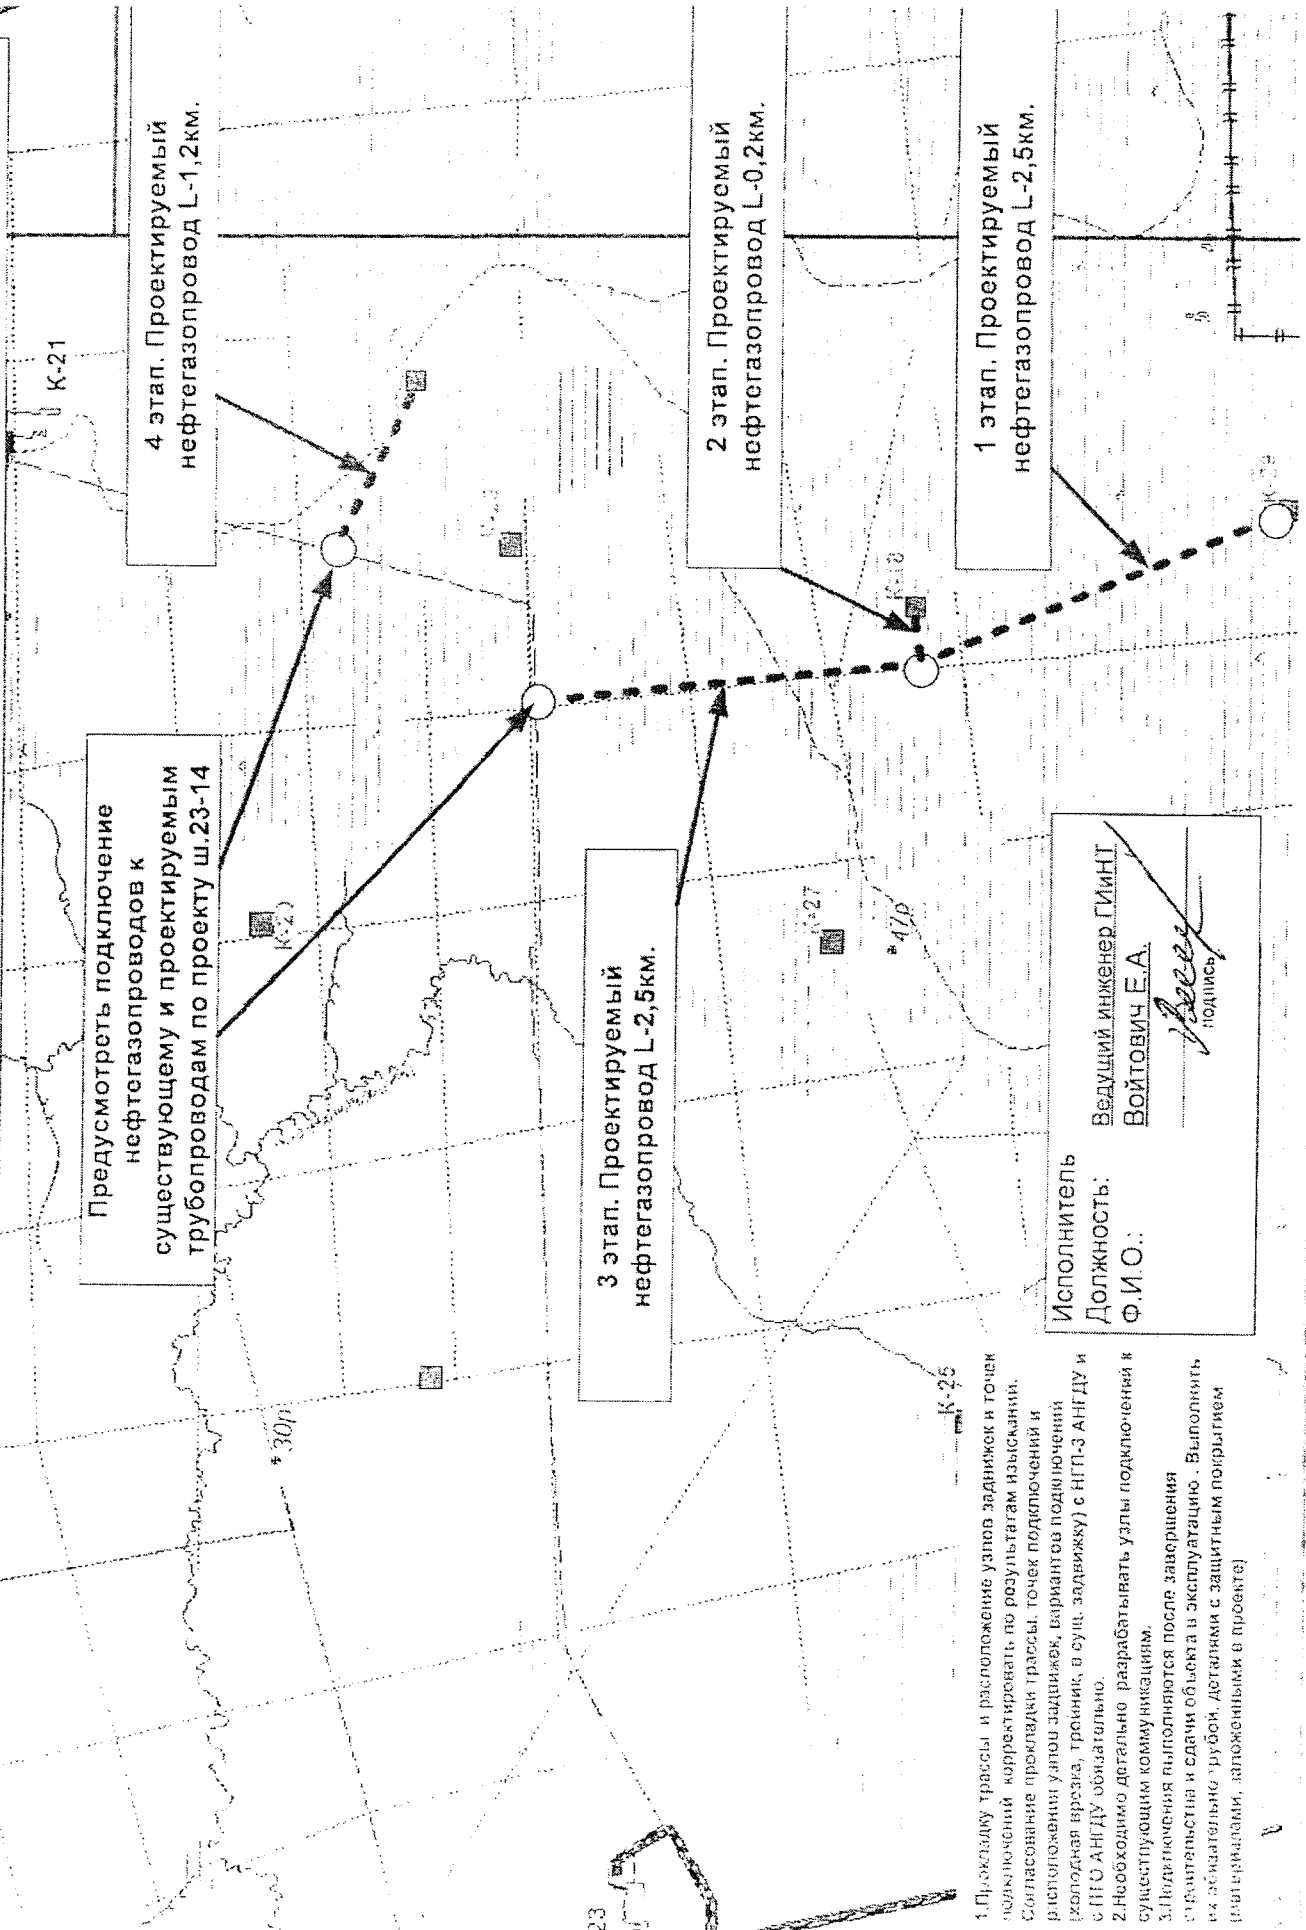 К-21
4 этап. Проектируемый
нефтегазопровод L-1,2км.
2 этап. Проектируемый
нефтегазопровод L-0,2км.
1 этап. Проектируемый
нефтегазопровод L-2,5км.
Предусмотреть подключение
нефтегазопроводов к
существующему и проектируемым
трубопроводам по проекту ш.23-14
3 этап. Проектируемый
нефтегазопровод L-2,5км.
К-27
К-25
30р
47р
23
Исполнитель
Должность: Ведущий инженер ГИиНТ
Ф.И.О.: Войтович Е.А.
подпись
1.Прокладку трассы и расположение узлов задвижек и точек
подключений корректировать по результатам изысканий.
Согласование прокладки трассы, точек подключений и
расположения узлов задвижек, вариантов подключений
(холодная врезка, тройник, в сущ. задвижку) с НГП-3 АНГДУ и
с ПТО АНГДУ обязательно.
2.Необходимо детально разрабатывать узлы подключений к
существующим коммуникациям.
3.Подключения выполняются после завершения
строительства и сдачи объекта в эксплуатацию. Выполнить
обязательно трубой, деталями с защитным покрытием
материалами, заложенными в проекте)